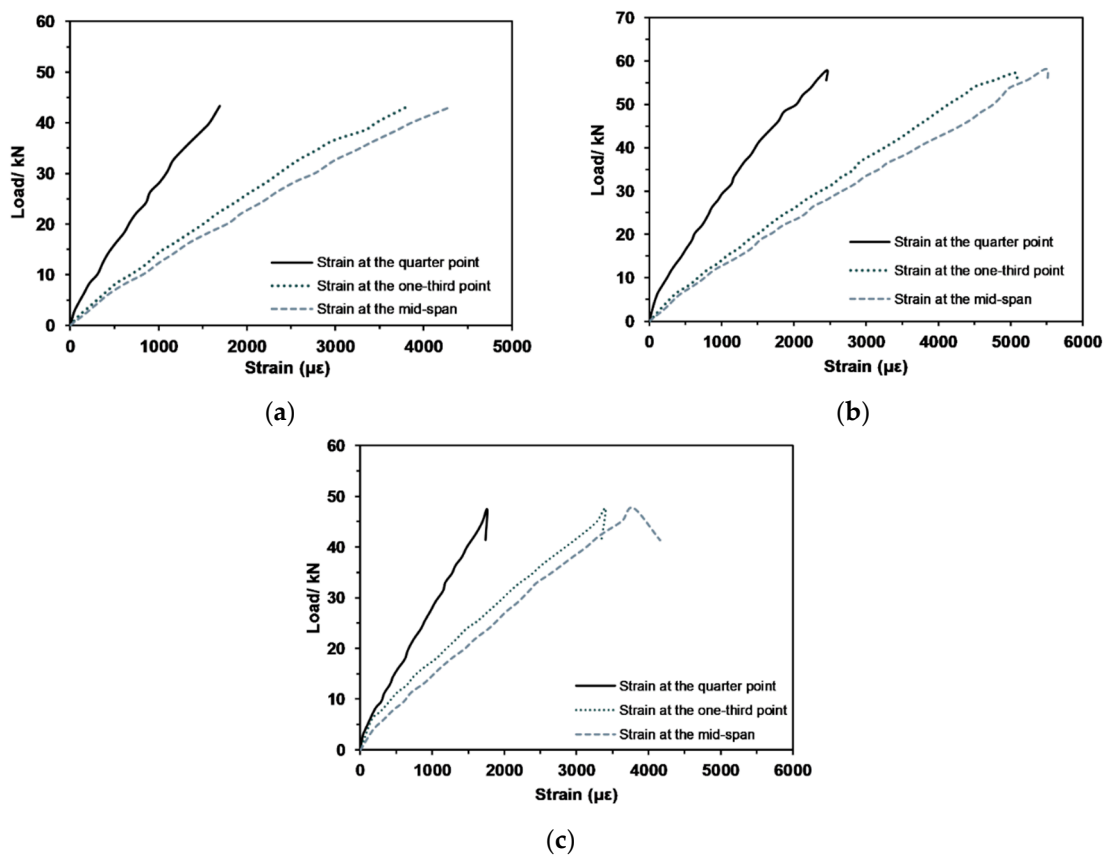 60
50
40
30
20
10
0
Load/ kN
0 1000 2000 3000 4000 5000
Strain (µε)
Strain at the quarter point
Strain at the one-third point
Strain at the mid-span
(a)
70
60
50
40
30
20
10
0
Load/ kN
0 1000 2000 3000 4000 5000 6000
Strain (µε)
Strain at the quarter point
Strain at the one-third point
Strain at the mid-span
(b)
60
50
40
30
20
10
0
Load/ kN
0 1000 2000 3000 4000 5000 6000
Strain (µε)
Strain at the quarter point
Strain at the one-third point
Strain at the mid-span
(c)